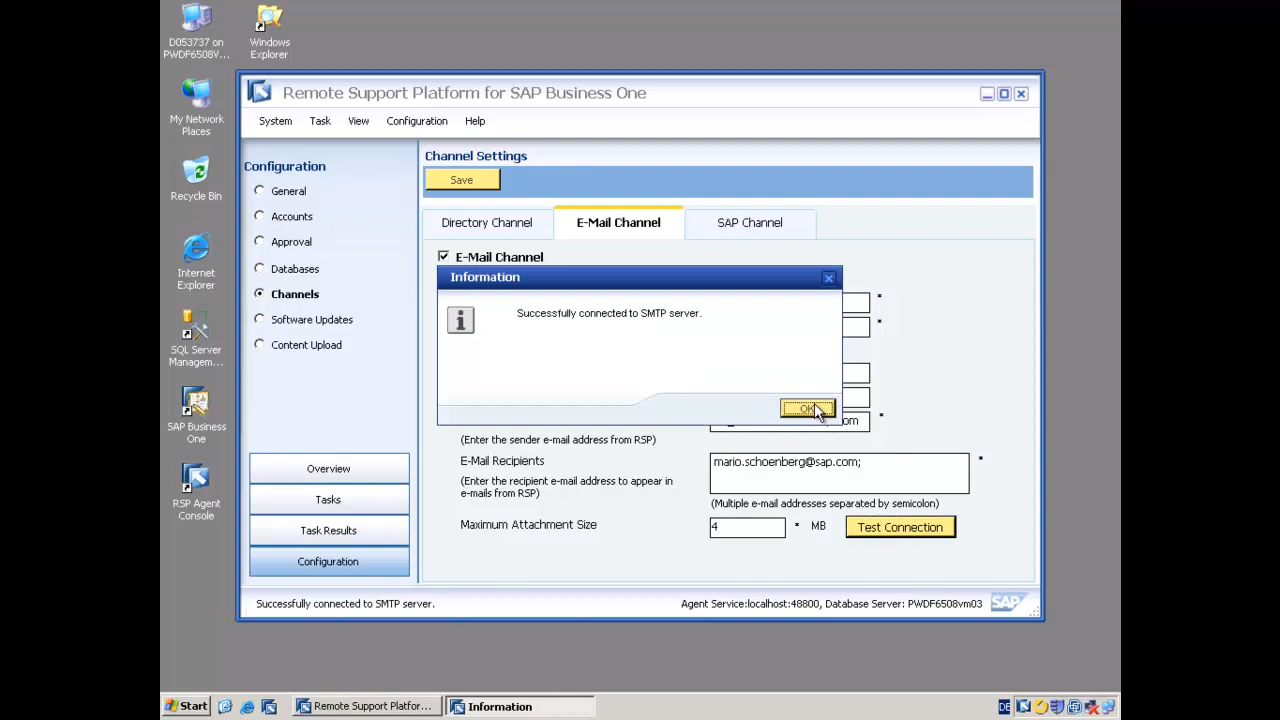 D053737 on
PWDF6508V...
Windows
Explorer
My Network
Places
Recycle Bin
Internet
Explorer
SQL Server
Managem...
SAP Business
One
RSP Agent
Console
Remote Support Platform for SAP Business One
System Task View Configuration Help
Configuration
General
Accounts
Approval
Databases
Channels
Software Updates
Content Upload
Overview
Tasks
Task Results
Configuration
Channel Settings
Save
Directory Channel E-Mail Channel SAP Channel
E-Mail Channel
Information
Successfully connected to SMTP server.
OK
*
*
om *
(Enter the sender e-mail address from RSP)
E-Mail Recipients
mario.schoenberg@sap.com; *
(Enter the recipient e-mail address to appear in
e-mails from RSP)
(Multiple e-mail addresses separated by semicolon)
Maximum Attachment Size 4 * MB Test Connection
Successfully connected to SMTP server. Agent Service:localhost:48800, Database Server: PWDF6508vm03 SAP
Start Remote Support Platfor... Information DE